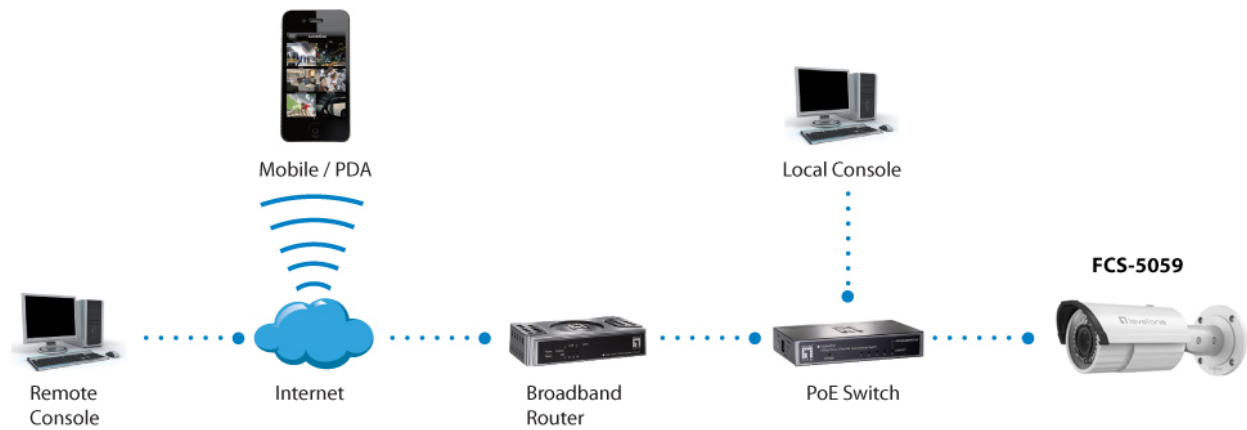 Mobile / PDA
Local Console
FCS-5059
levelone
Remote
Console
Internet
Broadband
Router
PoE Switch